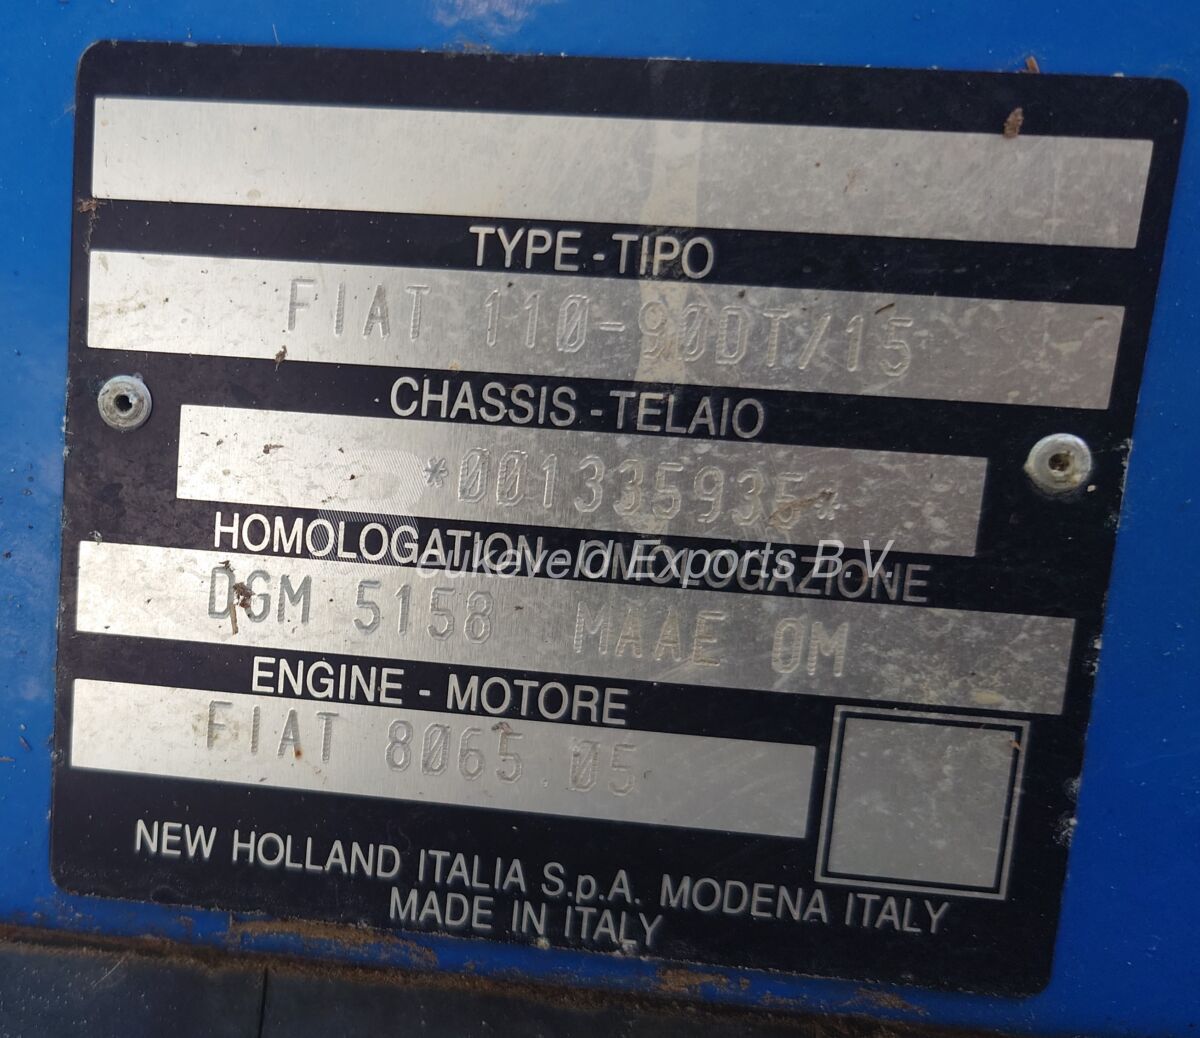 TYPE - TIPO
FIAT 110-90DT/15
CHASSIS - TELAIO
*001335935*
HOMOLOGATION - OMOLOGAZIONE
eukeveld Exports B.V.
DGM 5158 MAAE OM
ENGINE - MOTORE
FIAT 8065.05
NEW HOLLAND ITALIA S.p.A. MODENA ITALY
MADE IN ITALY